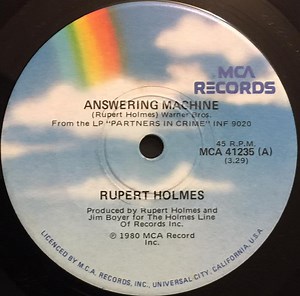 MCA
RECORDS
ANSWERING MACHINE
(Rupert Holmes) Warner Bros.
From the LP "PARTNERS IN CRIME" INF 9020
45 R.P.M.
MCA 41235 (A)
(3.29)
RUPERT HOLMES
Produced by Rupert Holmes and
Jim Boyer for The Holmes Line
Of Records Inc.
℗ 1980 MCA Record
Inc.
LICENCED BY M.C.A. RECORDS, INC., UNIVERSAL CITY, CALIFORNIA, U.S.A.